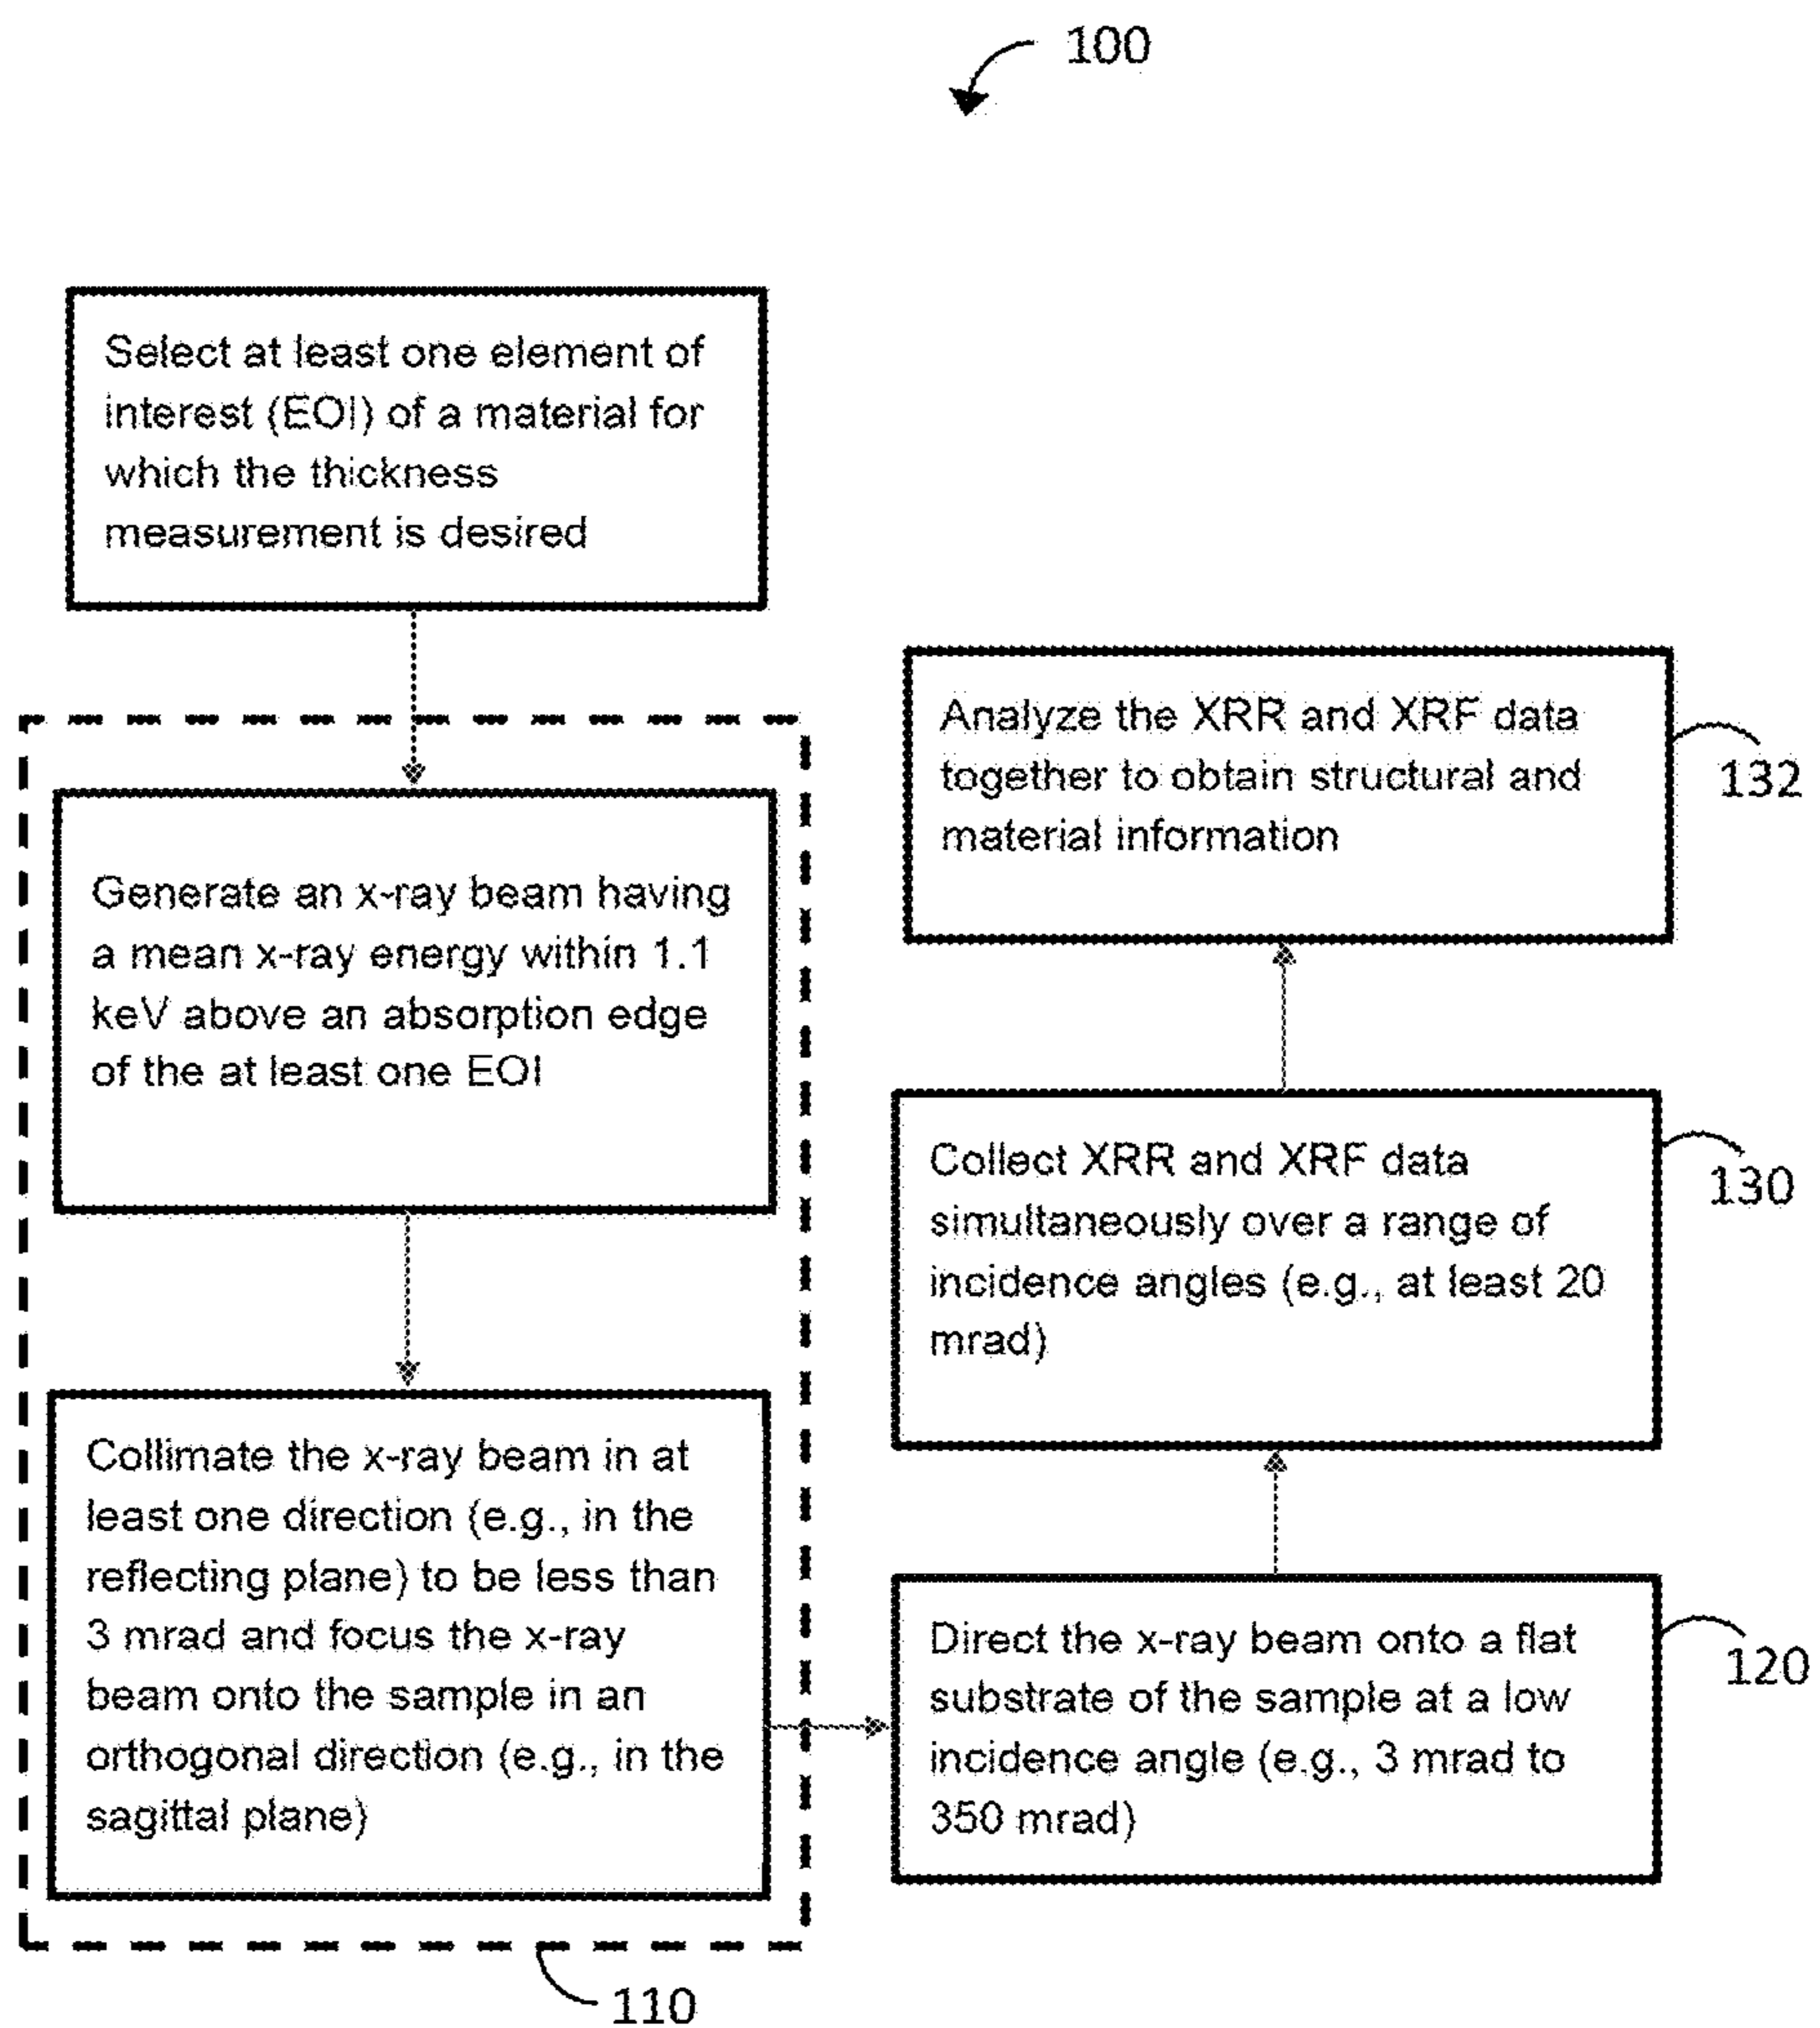 100
Select at least one element of
interest (EOI) of a material for
which the thickness
measurement is desired
Generate an x-ray beam having
a mean x-ray energy within 1.1
keV above an absorption edge
of the at least one EOI
Collimate the x-ray beam in at
least one direction (e.g., in the
reflecting plane) to be less than
3 mrad and focus the x-ray
beam onto the sample in an
orthogonal direction (e.g., in the
sagittal plane)
110
Direct the x-ray beam onto a flat
substrate of the sample at a low
incidence angle (e.g., 3 mrad to
350 mrad)
120
Collect XRR and XRF data
simultaneously over a range of
incidence angles (e.g., at least 20
mrad)
130
Analyze the XRR and XRF data
together to obtain structural and
material information
132